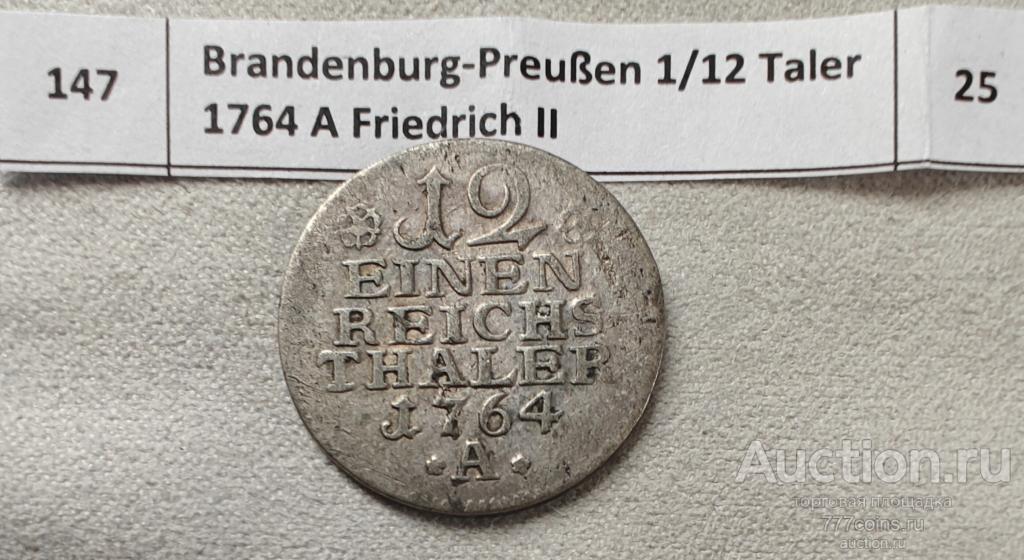 147
Brandenburg-Preußen 1/12 Taler
1764 A Friedrich II
25
12
EINEN
REICHS
THALER
1764
A
Auction.ru
торговая площадка
777coins.ru
auction.ru